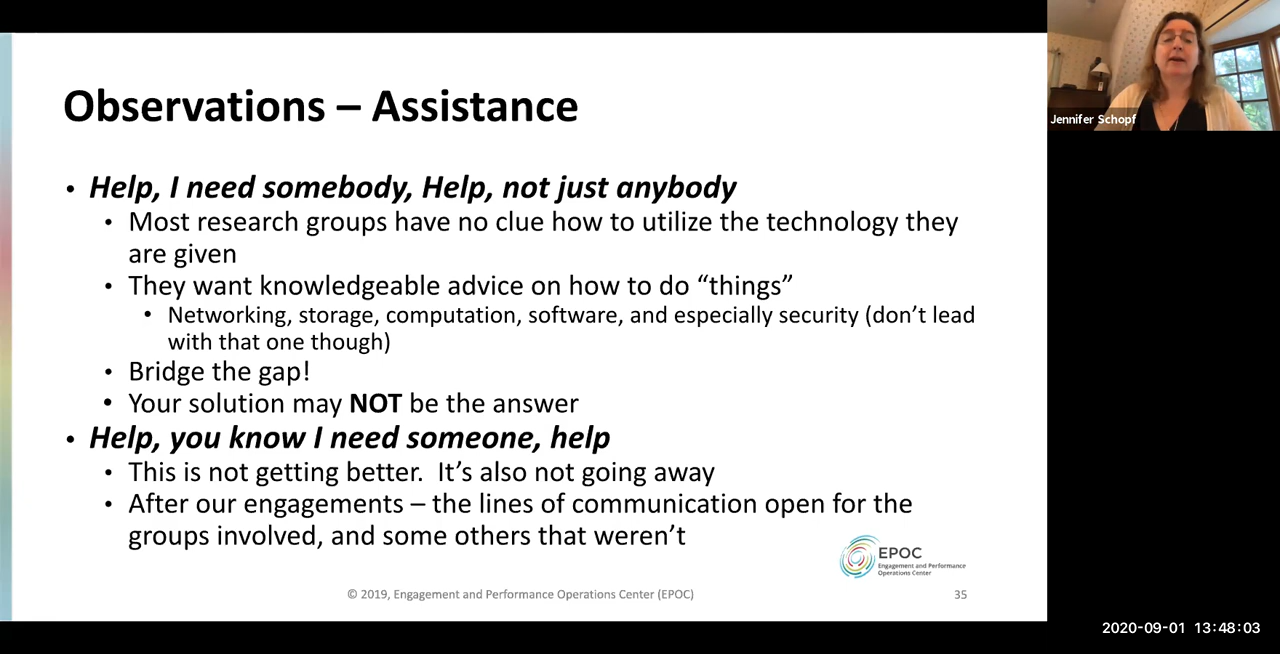 Observations – Assistance
• Help, I need somebody, Help, not just anybody
• Most research groups have no clue how to utilize the technology they
are given
• They want knowledgeable advice on how to do “things”
• Networking, storage, computation, software, and especially security (don’t lead
with that one though)
• Bridge the gap!
• Your solution may NOT be the answer
• Help, you know I need someone, help
• This is not getting better.  It’s also not going away
• After our engagements – the lines of communication open for the
groups involved, and some others that weren’t
EPOC
Engagement and Performance
Operations Center
© 2019, Engagement and Performance Operations Center (EPOC)
35
Jennifer Schopf
2020-09-01 13:48:03